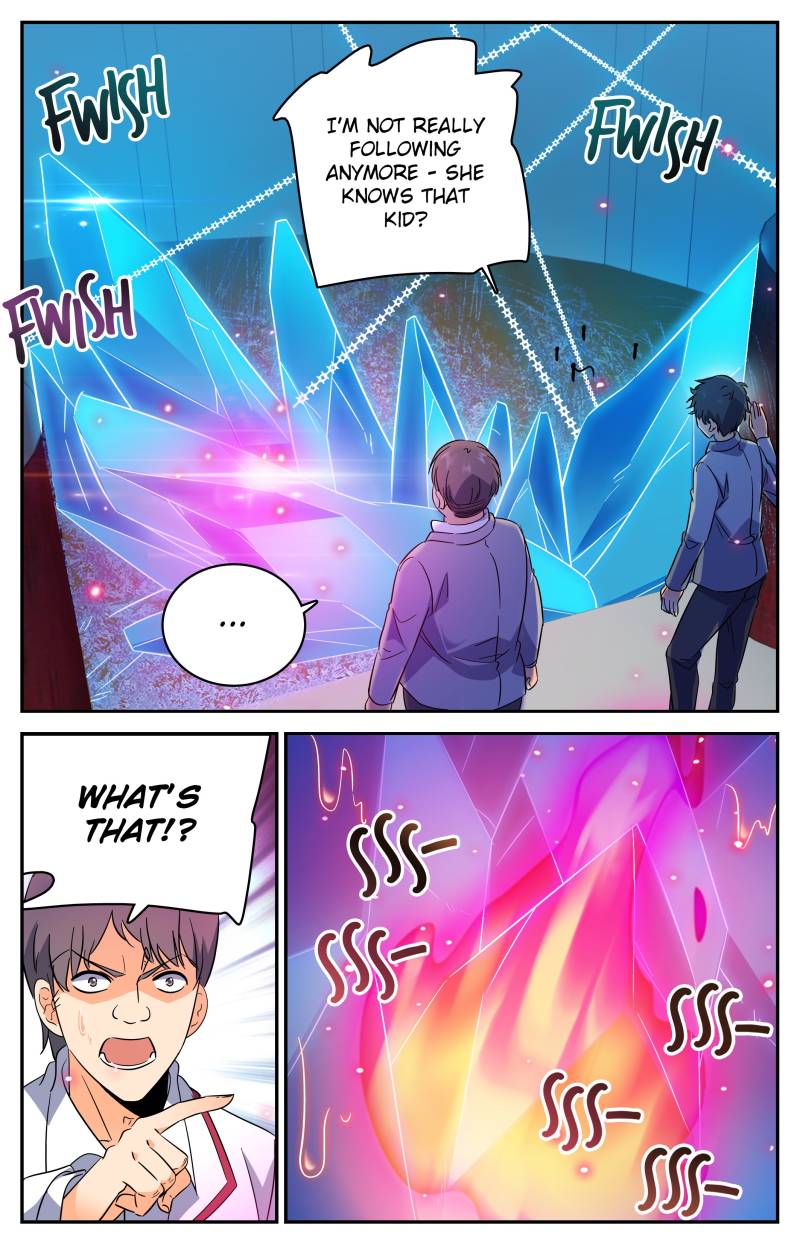 FWISH
I'M NOT REALLY
FOLLOWING
ANYMORE - SHE
KNOWS THAT
KID?
FWISH
FWISH
...
WHAT'S
THAT!?
SSS-
SSS-
SSS-
SSS-
SSS-